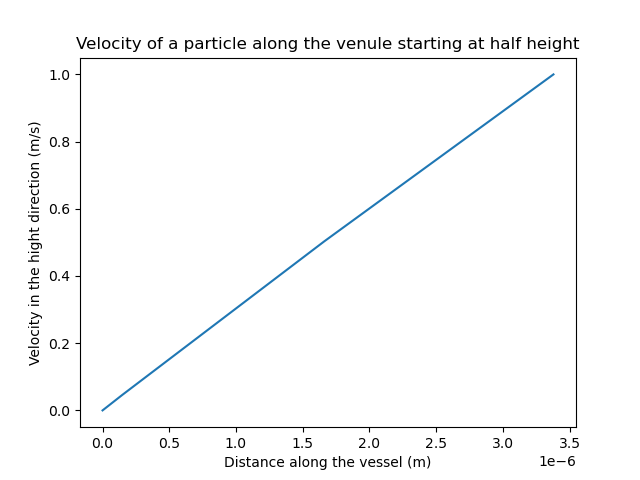 Velocity of a particle along the venule starting at half height
Velocity in the hight direction (m/s)
1.0
0.8
0.6
0.4
0.2
0.0
0.0 0.5 1.0 1.5 2.0 2.5 3.0 3.5
1e−6
Distance along the vessel (m)